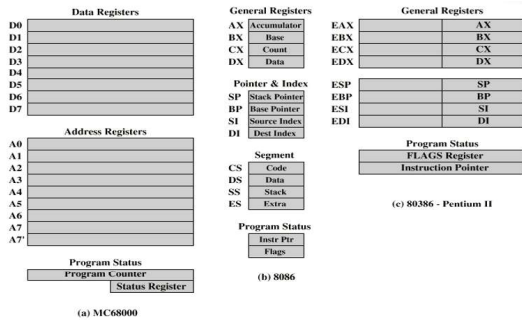 Data Registers
D0
D1
D2
D3
D4
D5
D6
D7
Address Registers
A0
A1
A2
A3
A4
A5
A6
A7
A7'
Program Status
Program Counter
Status Register
(a) MC68000
General Registers
AX Accumulator
BX Base
CX Count
DX Data
Pointer & Index
SP Stack Pointer
BP Base Pointer
SI Source Index
DI Dest Index
Segment
CS Code
DS Data
SS Stack
ES Extra
Program Status
Instr Ptr
Flags
(b) 8086
General Registers
EAX AX
EBX BX
ECX CX
EDX DX
ESP SP
EBP BP
ESI SI
EDI DI
Program Status
FLAGS Register
Instruction Pointer
(c) 80386 - Pentium II